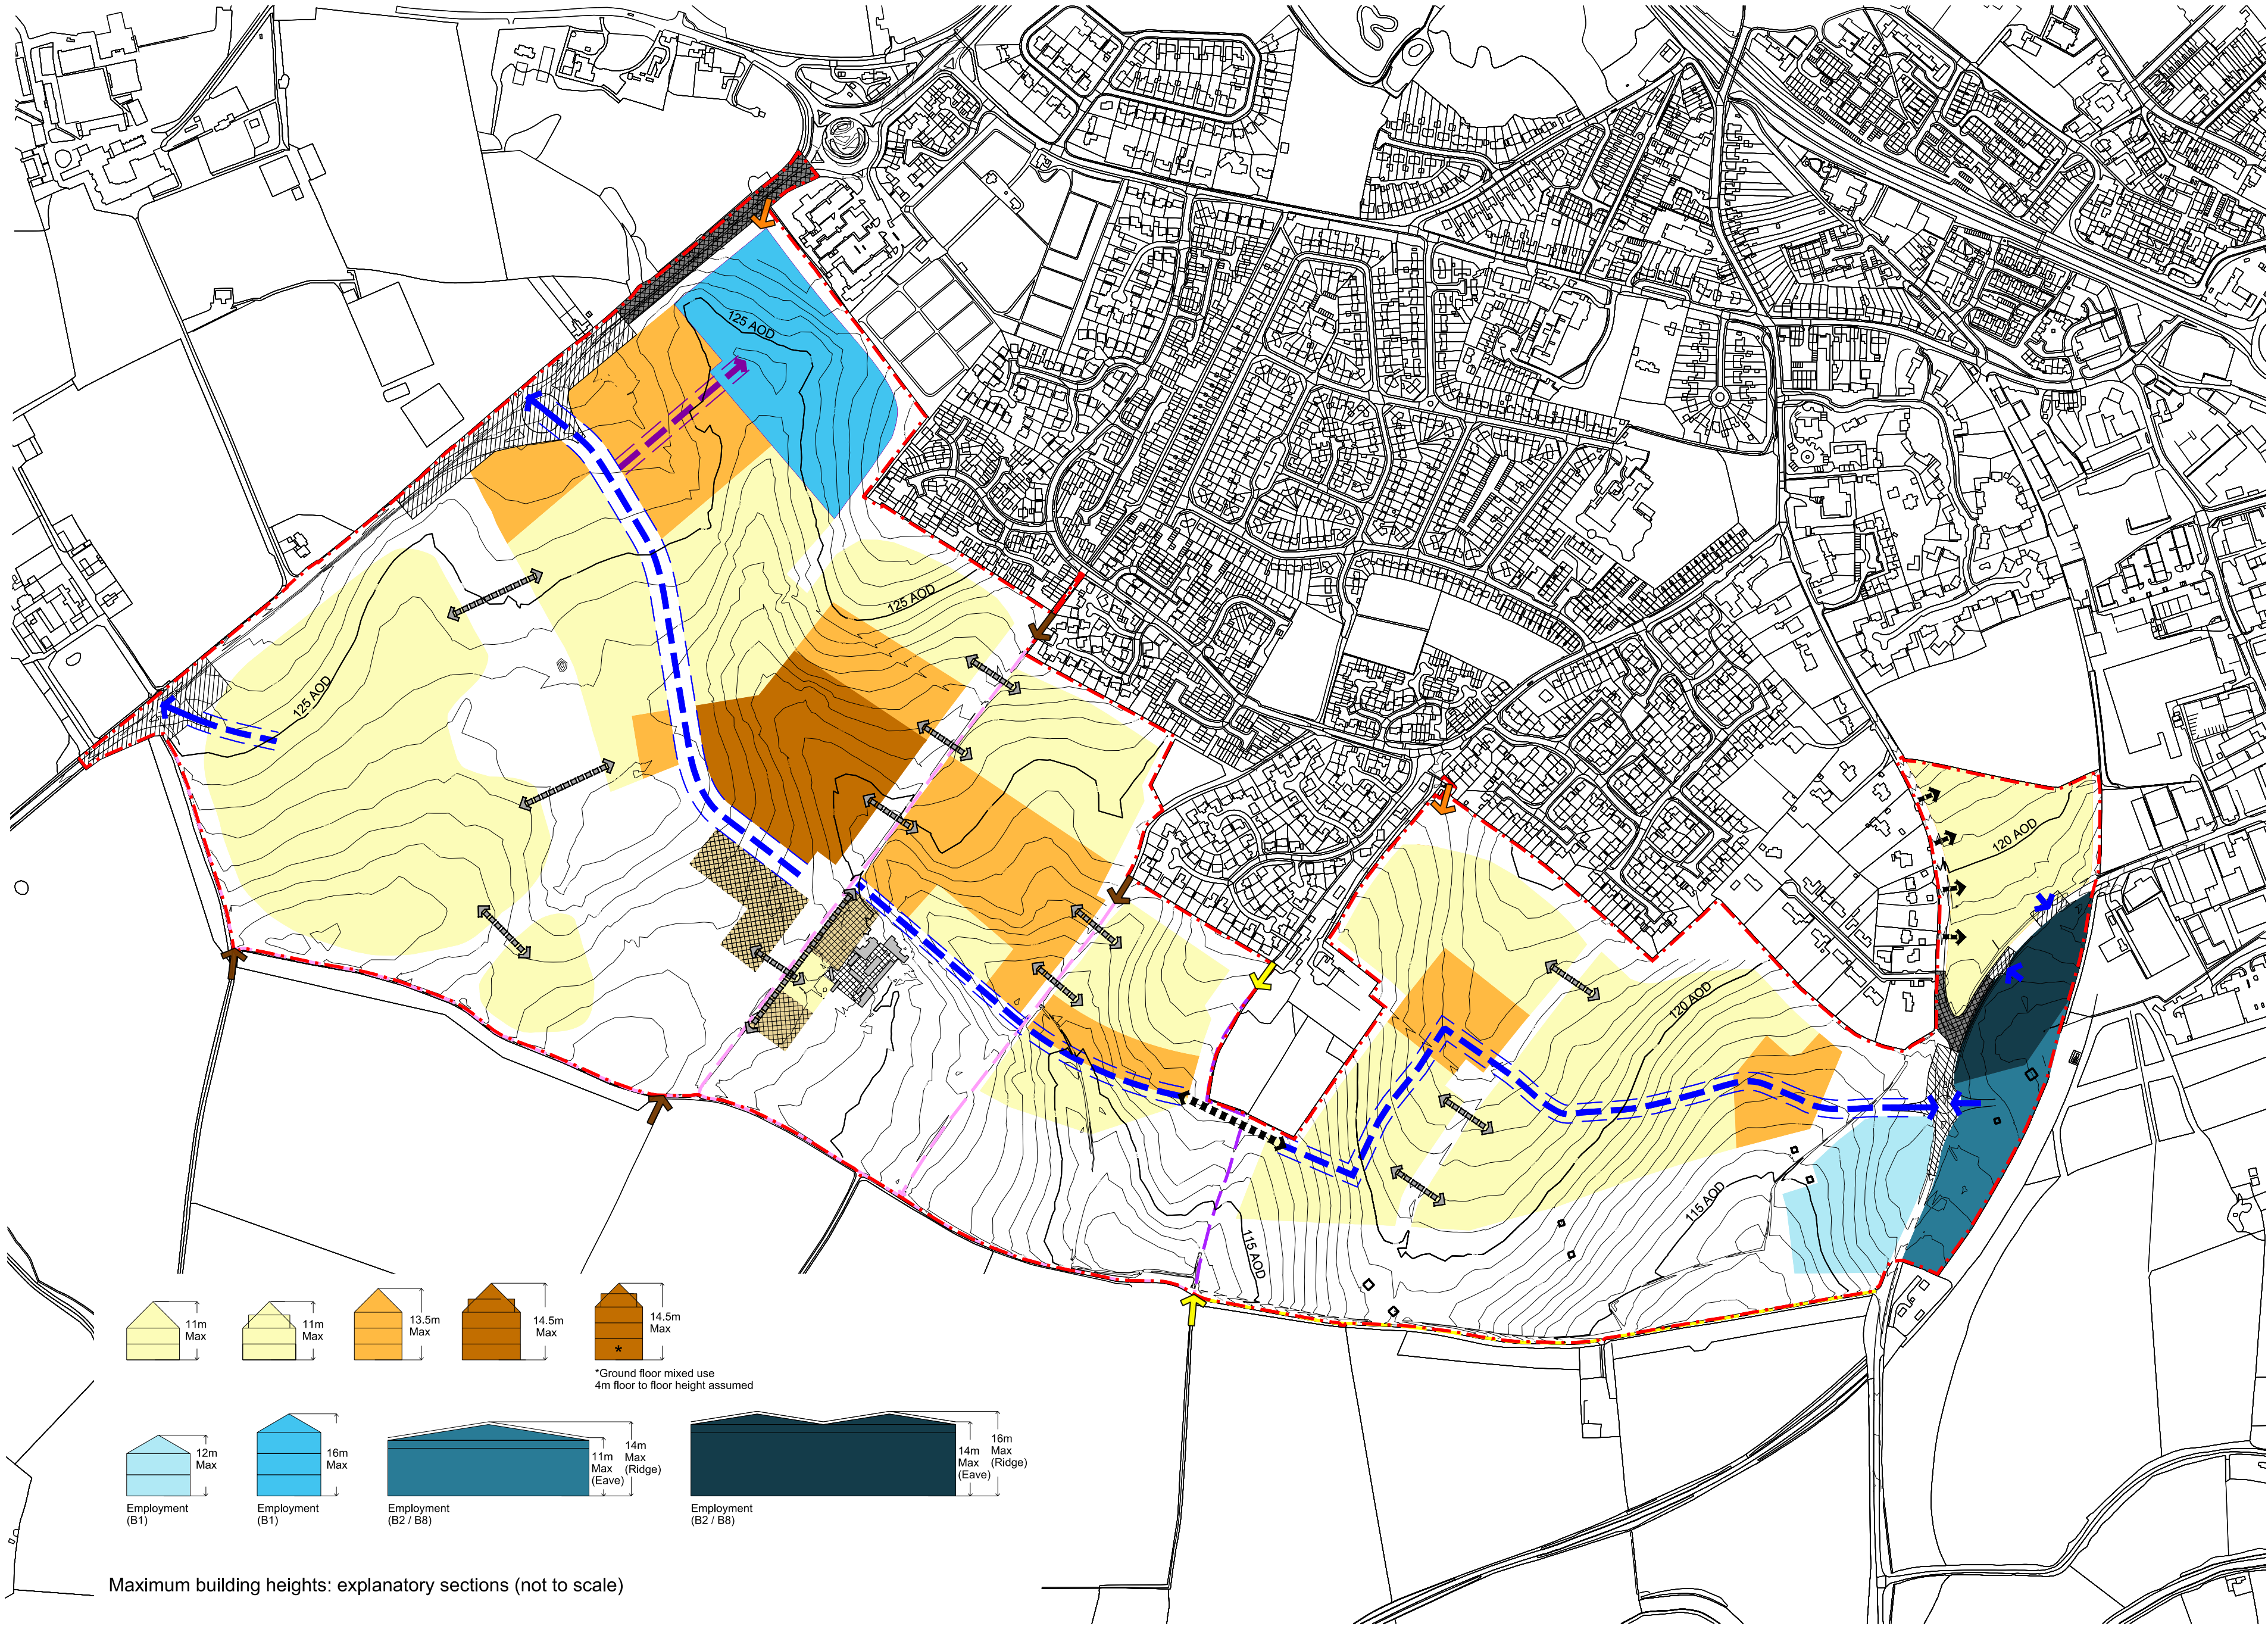 125 AOD
125 AOD
125 AOD
120 AOD
120 AOD
115 AOD
115 AOD
11m
Max
11m
Max
13.5m
Max
14.5m
Max
14.5m
Max
*
*Ground floor mixed use
4m floor to floor height assumed
12m
Max
16m
Max
11m
Max
(Eave)
14m
Max
(Ridge)
14m
Max
(Eave)
16m
Max
(Ridge)
Employment
(B1)
Employment
(B1)
Employment
(B2 / B8)
Employment
(B2 / B8)
Maximum building heights: explanatory sections (not to scale)